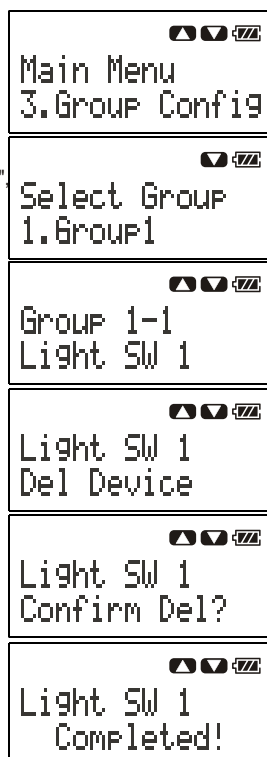 Main Menu
3.Group Config
",
Select Group
1.Group1
Group 1-1
Light SW 1
Light SW 1
Del Device
Light SW 1
Confirm Del?
Light SW 1
Completed!